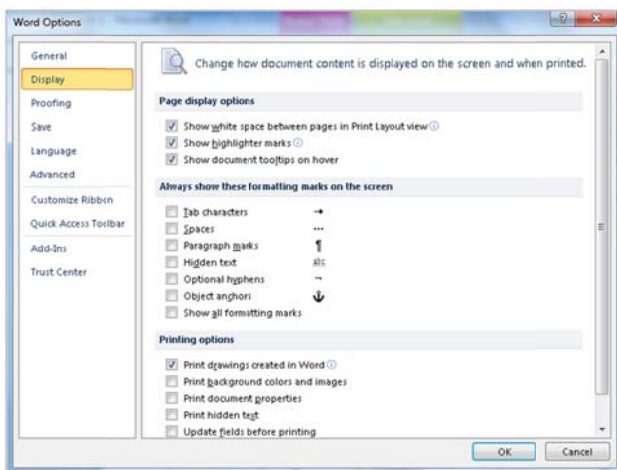 Word Options
General
Display
Proofing
Save
Language
Advanced
Customize Ribbon
Quick Access Toolbar
Add-Ins
Trust Center
Change how document content is displayed on the screen and when printed.
Page display options
Show white space between pages in Print Layout view
Show highlighter marks
Show document tooltips on hover
Always show these formatting marks on the screen
Tab characters →
Spaces ···
Paragraph marks ¶
Hidden text abc
Optional hyphens ¬
Object anchors
Show all formatting marks
Printing options
Print drawings created in Word
Print background colors and images
Print document properties
Print hidden text
Update fields before printing
OK Cancel